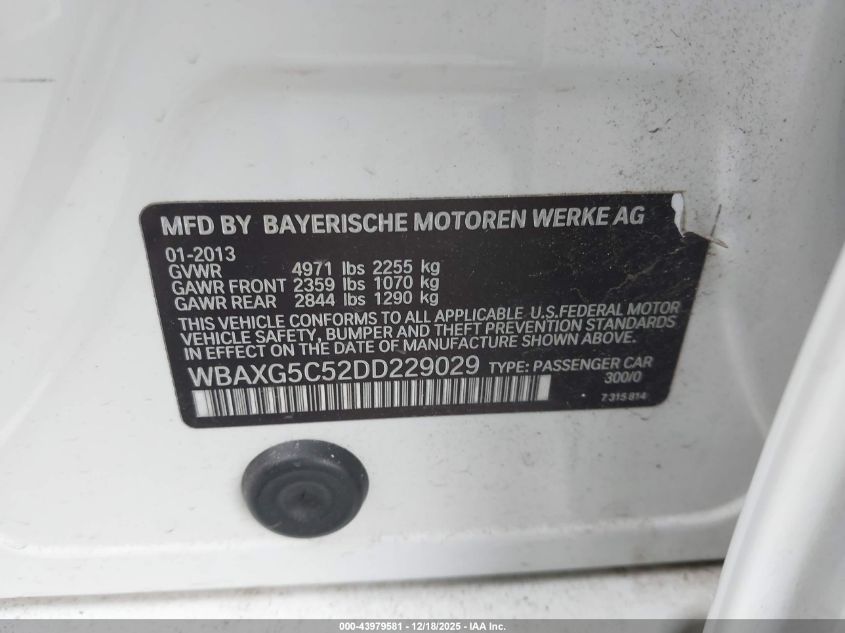 MFD BY BAYERISCHE MOTOREN WERKE AG
01-2013
GVWR 4971 lbs 2255 kg
GAWR FRONT 2359 lbs 1070 kg
GAWR REAR 2844 lbs 1290 kg
THIS VEHICLE CONFORMS TO ALL APPLICABLE U.S.FEDERAL MOTOR
VEHICLE SAFETY, BUMPER AND THEFT PREVENTION STANDARDS
IN EFFECT ON THE DATE OF MANUFACTURE SHOWN ABOVE.
WBAXG5C52DD229029 TYPE: PASSENGER CAR
300/0
7 315 814
000-43979581 - 12/18/2025 - IAA Inc.